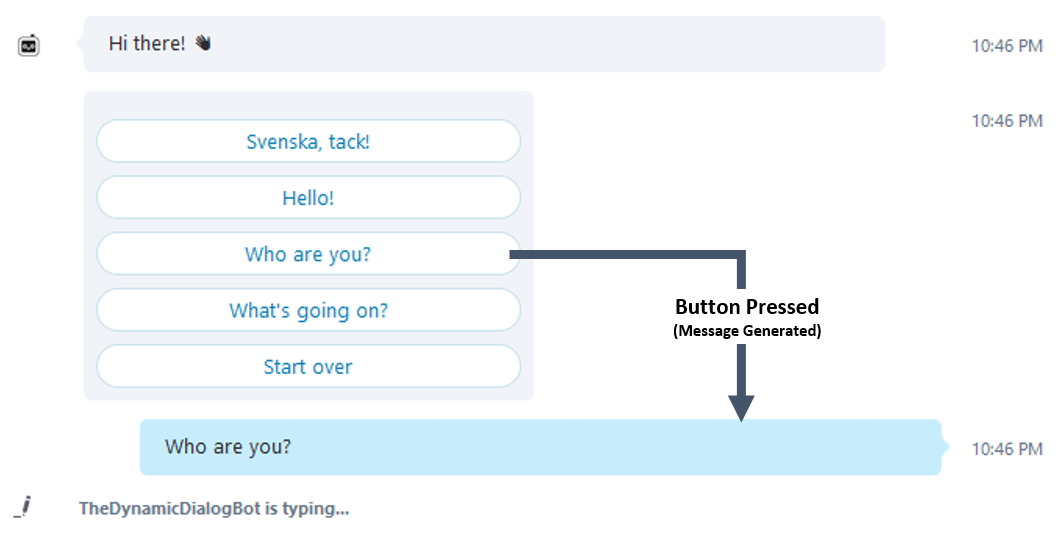 Hi there! 👋
10:46 PM
10:46 PM
Svenska, tack!
Hello!
Who are you?
What's going on?
Start over
Button Pressed
(Message Generated)
Who are you?
10:46 PM
TheDynamicDialogBot is typing...